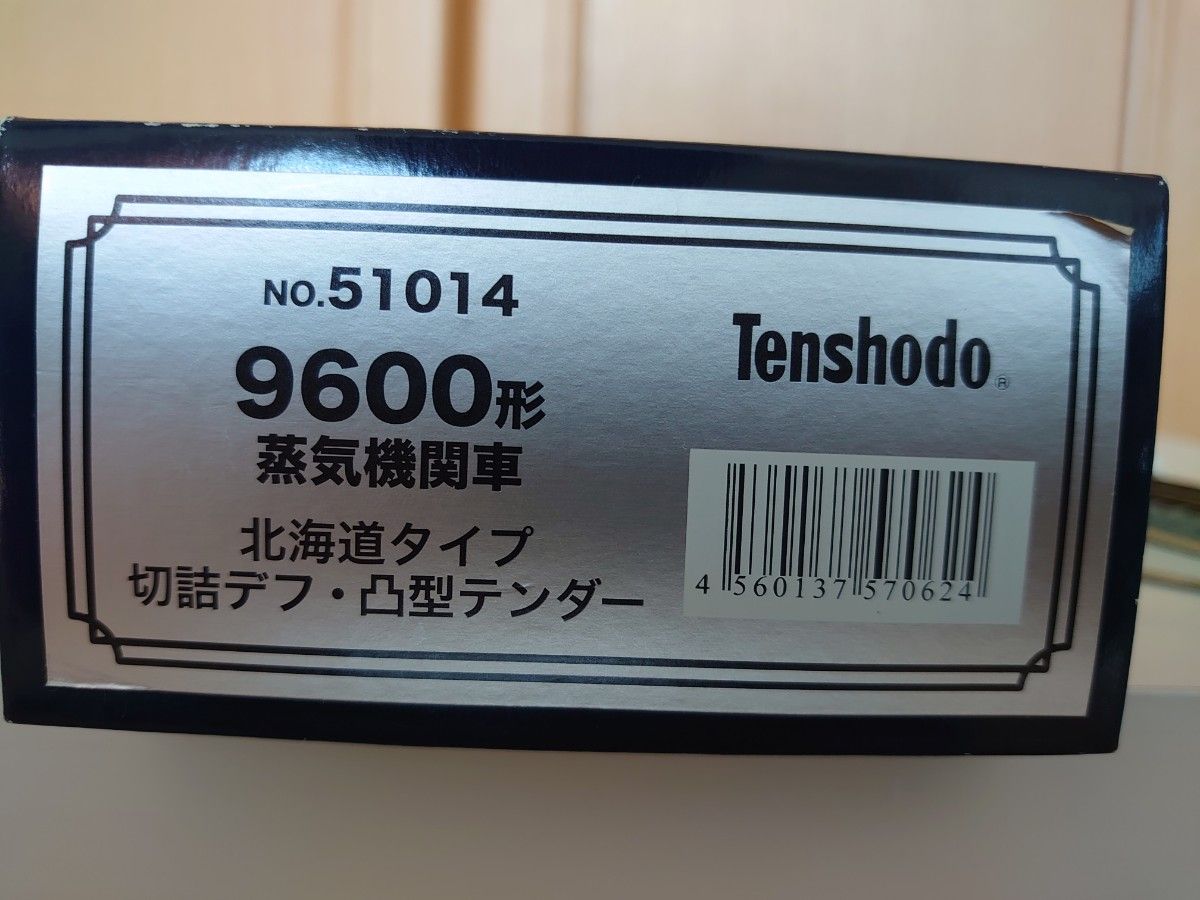 NO.51014
9600形
蒸気機関車
北海道タイプ
切詰デフ・凸型テンダー
Tenshodo®
4 560137 570624